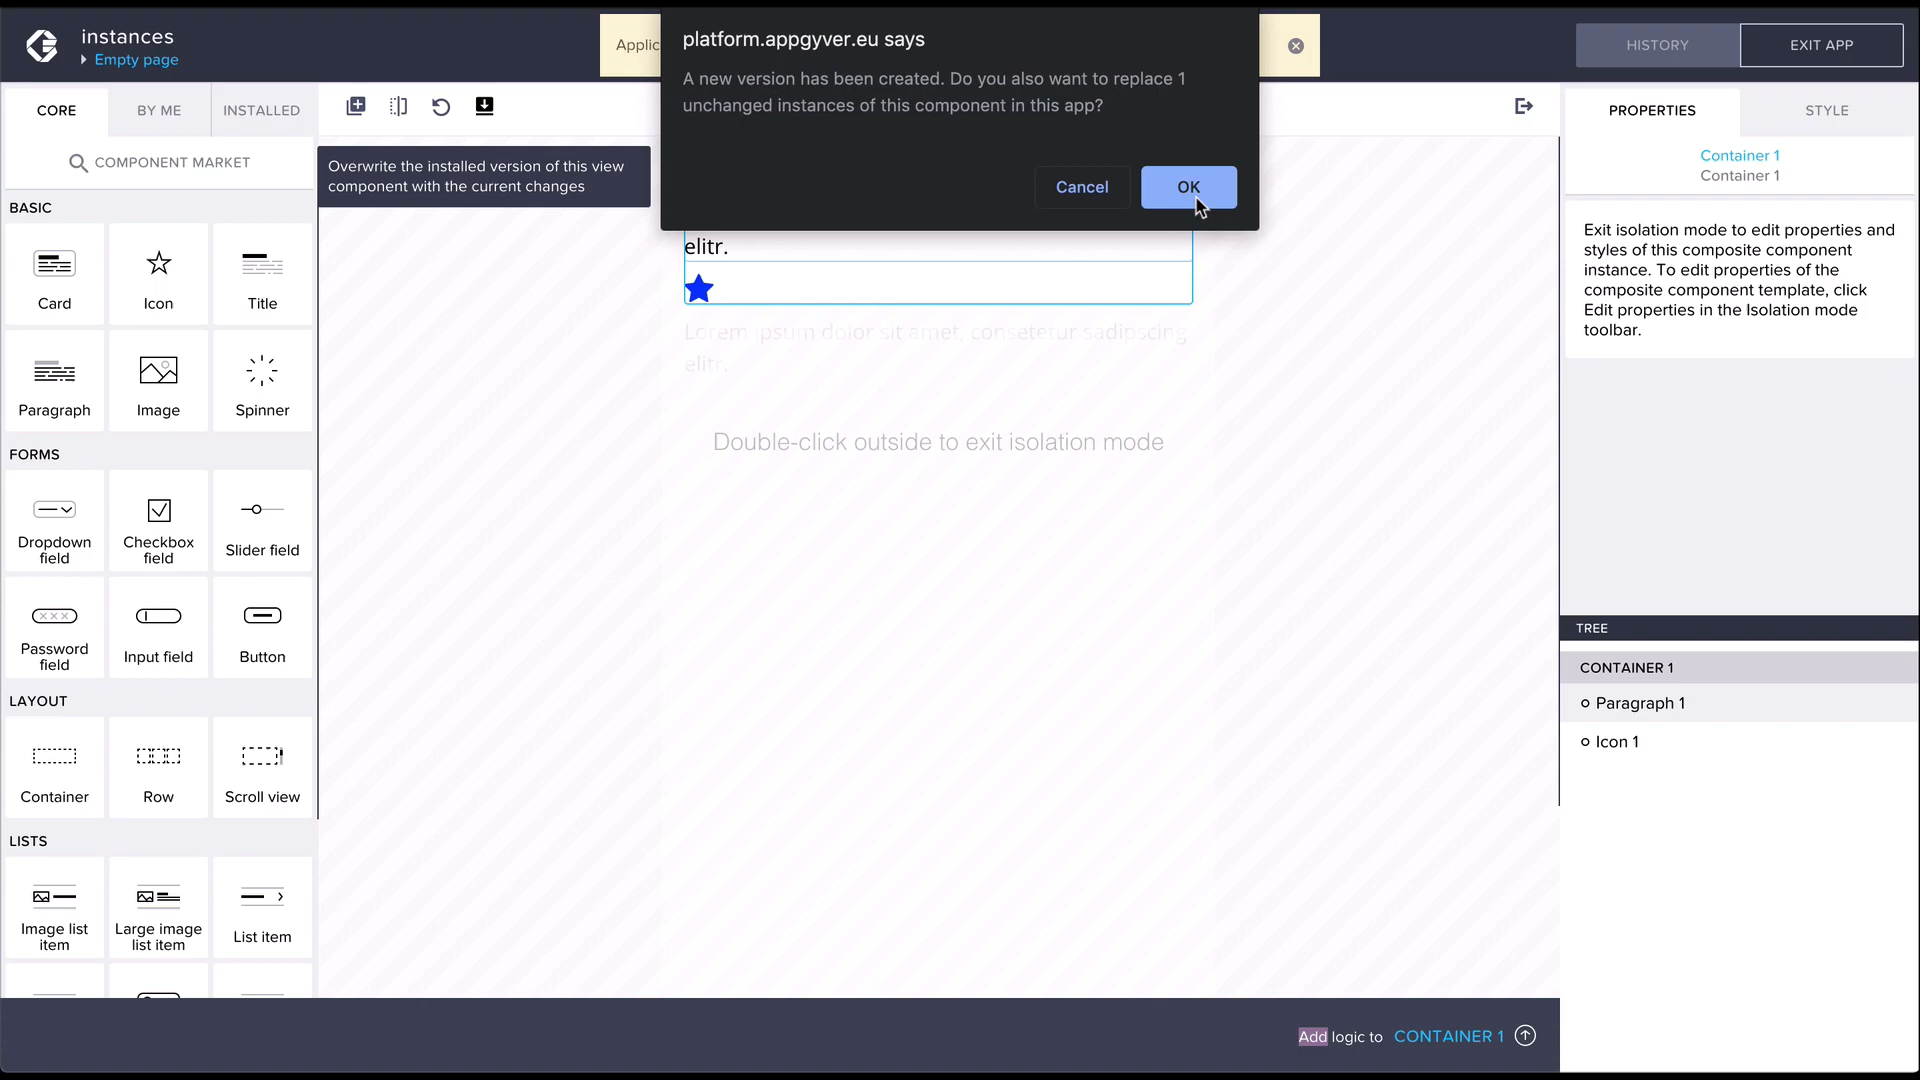 instances
Empty page
Applic
platform.appgyver.eu says
A new version has been created. Do you also want to replace 1
unchanged instances of this component in this app?
Cancel
OK
HISTORY
EXIT APP
CORE
BY ME
INSTALLED
COMPONENT MARKET
Overwrite the installed version of this view
component with the current changes
BASIC
Card
Icon
Title
Paragraph
Image
Spinner
FORMS
Dropdown
field
Checkbox
field
Slider field
Password
field
Input field
Button
LAYOUT
Container
Row
Scroll view
LISTS
Image list
item
Large image
list item
List item
elitr.
Lorem ipsum dolor sit amet, consetetur sadipscing
elitr.
Double-click outside to exit isolation mode
Add logic to CONTAINER 1
PROPERTIES
STYLE
Container 1
Container 1
Exit isolation mode to edit properties and
styles of this composite component
instance. To edit properties of the
composite component template, click
Edit properties in the Isolation mode
toolbar.
TREE
CONTAINER 1
Paragraph 1
Icon 1